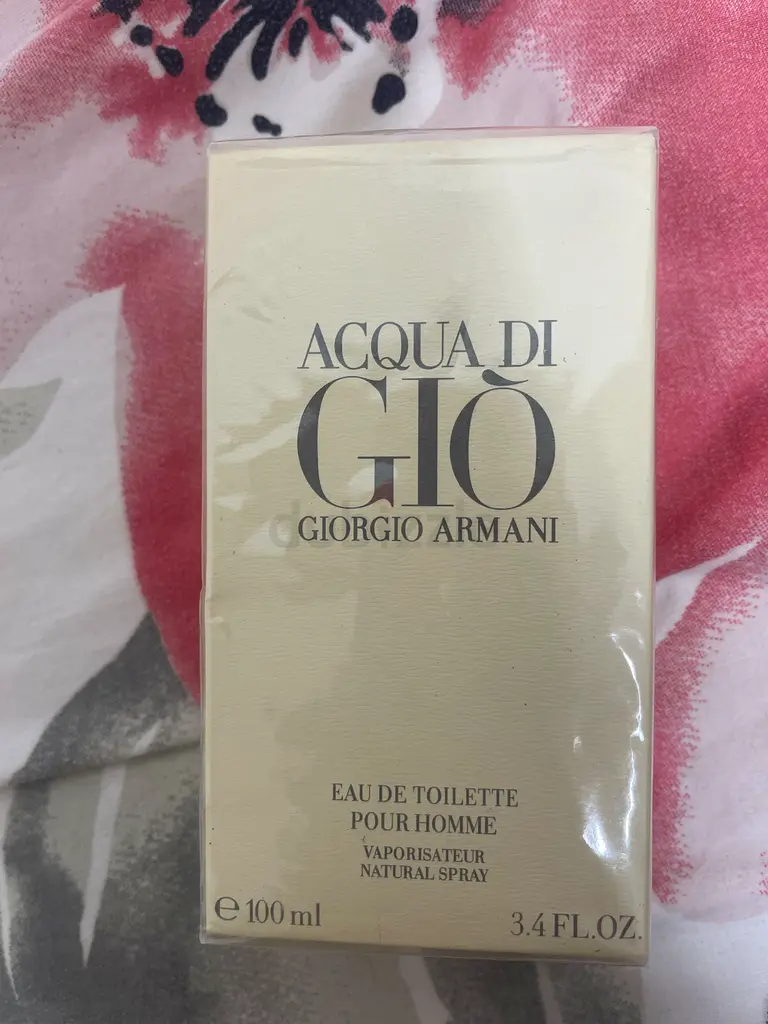 ACQUA DI
GIÒ
GIORGIO ARMANI
EAU DE TOILETTE
POUR HOMME
VAPORISATEUR
NATURAL SPRAY
℮ 100 ml
3.4 FL.OZ.